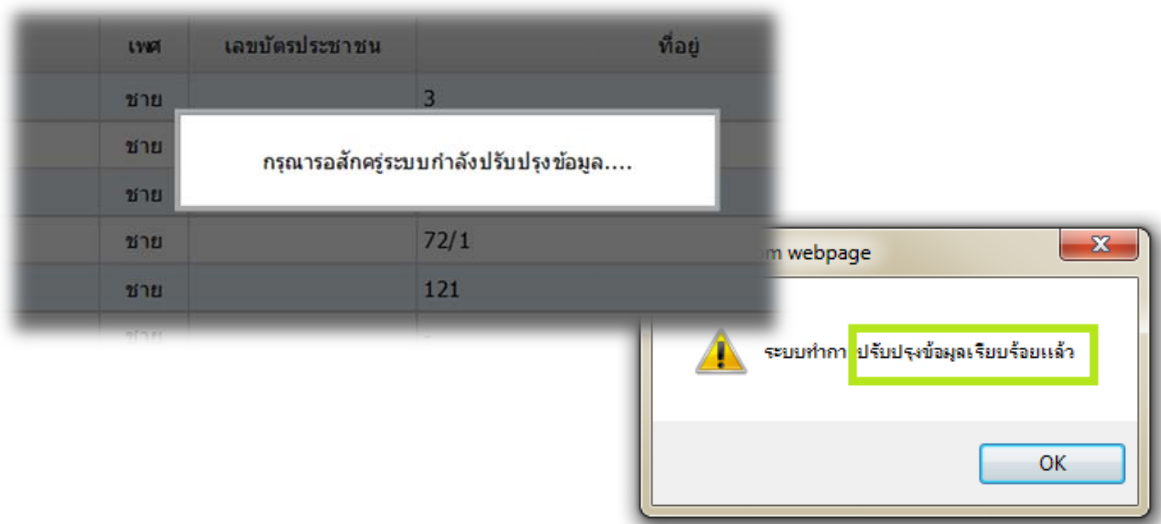 เพศ เลขบัตรประชาชน ที่อยู่
ชาย 3
ชาย
กรุณารอสักครู่ระบบกำลังปรับปรุงข้อมูล....
ชาย
ชาย 72/1
ชาย 121
ชาย -
om webpage
ระบบทำกา ปรับปรุงข้อมูลเรียบร้อยแล้ว
OK